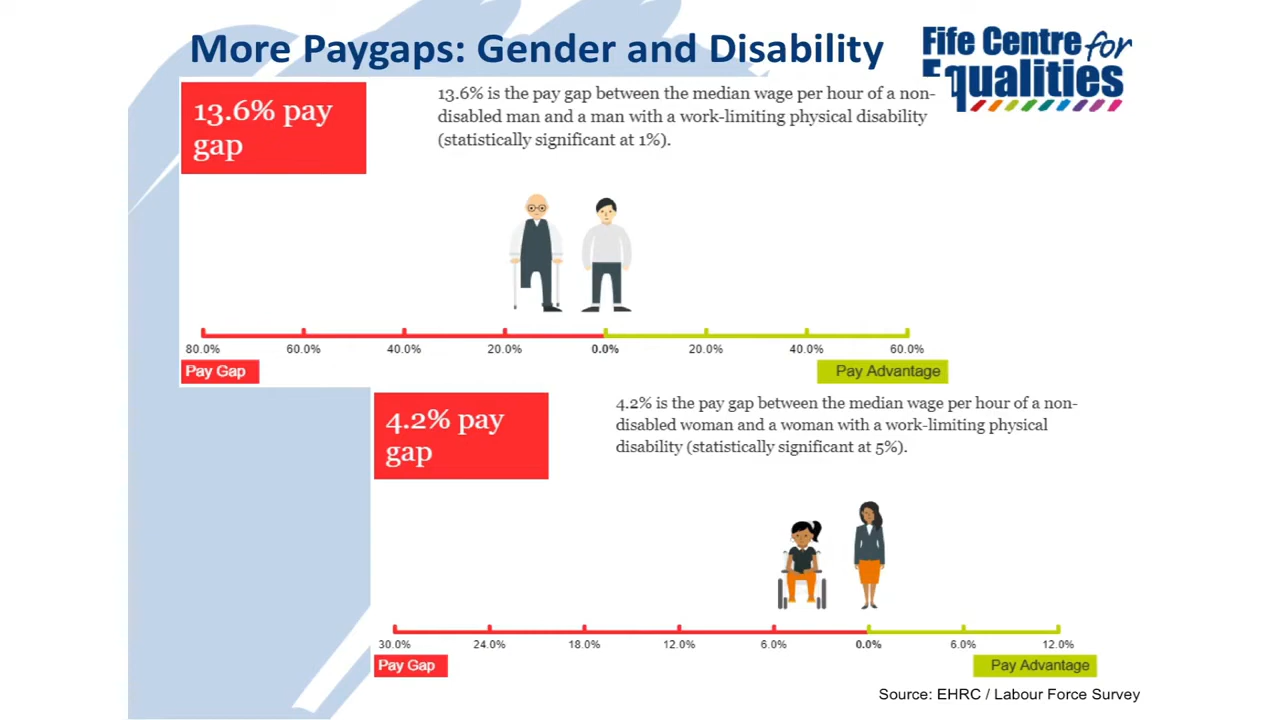 More Paygaps: Gender and Disability
Fife Centre for
Equalities
13.6% pay
gap
13.6% is the pay gap between the median wage per hour of a non-
disabled man and a man with a work-limiting physical disability
(statistically significant at 1%).
80.0% 60.0% 40.0% 20.0% 0.0% 20.0% 40.0% 60.0%
Pay Gap Pay Advantage
4.2% pay
gap
4.2% is the pay gap between the median wage per hour of a non-
disabled woman and a woman with a work-limiting physical
disability (statistically significant at 5%).
30.0% 24.0% 18.0% 12.0% 6.0% 0.0% 6.0% 12.0%
Pay Gap Pay Advantage
Source: EHRC / Labour Force Survey